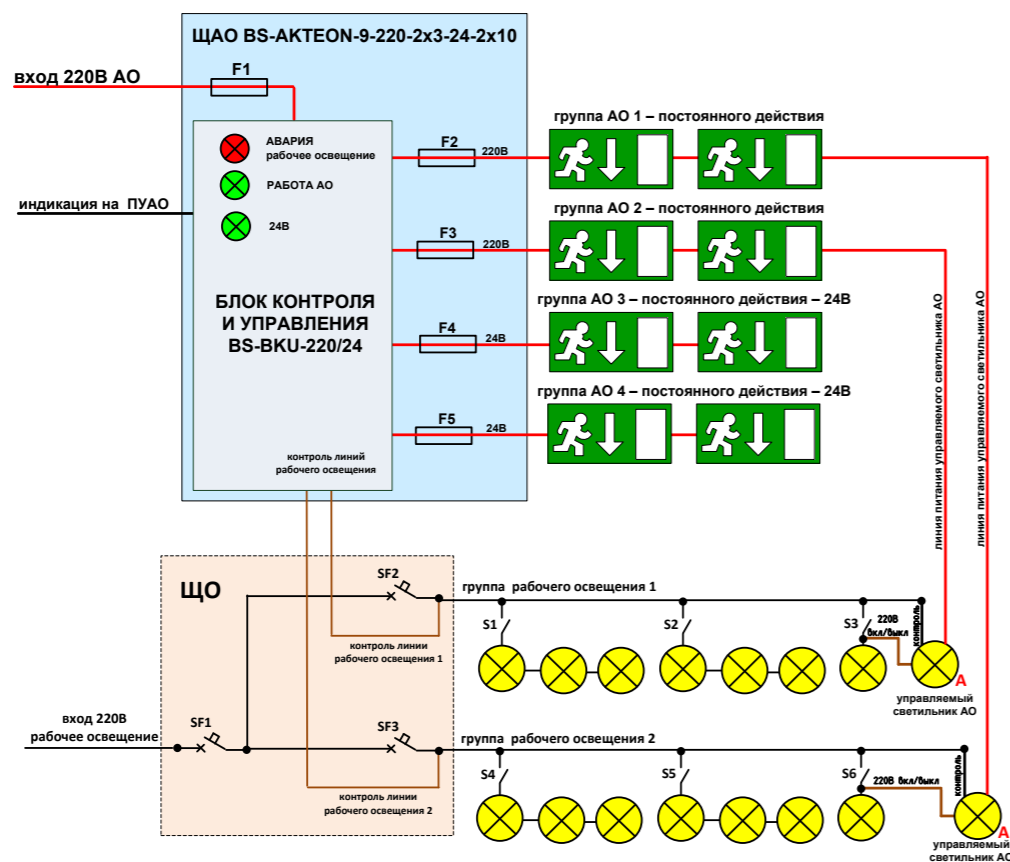 ЩАО BS-AKTEON-9-220-2x3-24-2x10
вход 220В АО
F1
АВАРИЯ
рабочее освещение
РАБОТА АО
24В
индикация на ПУАО
БЛОК КОНТРОЛЯ
И УПРАВЛЕНИЯ
BS-BKU-220/24
контроль линий
рабочего освещения
F2
220В
группа АО 1 – постоянного действия
F3
220В
группа АО 2 – постоянного действия
F4
24В
группа АО 3 – постоянного действия – 24В
F5
24В
группа АО 4 – постоянного действия – 24В
линия питания управляемого светильника АО
линия питания управляемого светильника АО
ЩО
SF2
контроль линии
рабочего освещения 1
группа рабочего освещения 1
S1
S2
S3
220В
вкл/выкл
контроль
А
управляемый
светильник АО
вход 220В
рабочее освещение
SF1
SF3
контроль линии
рабочего освещения 2
группа рабочего освещения 2
S4
S5
S6
220В вкл/выкл
контроль
А
управляемый
светильник АО